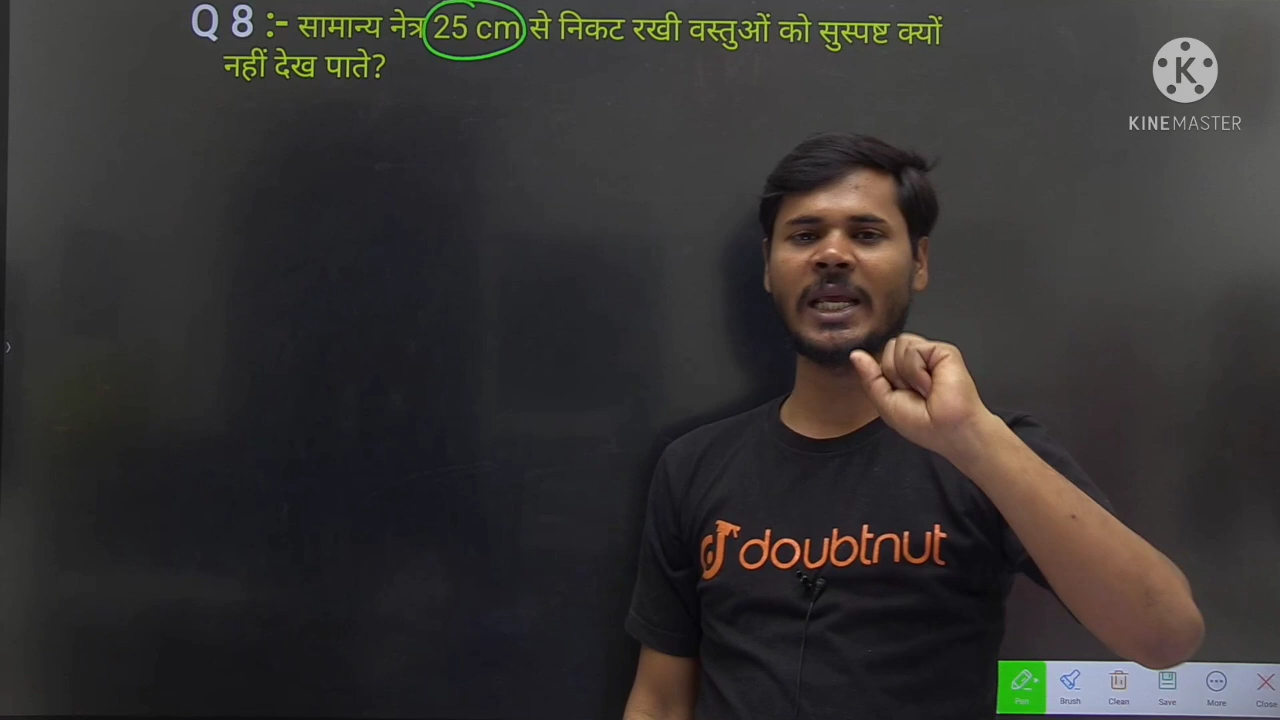 Q 8 :- सामान्य नेत्र 25 cm से निकट रखी वस्तुओं को सुस्पष्ट क्यों
नहीं देख पाते?
K
KINEMASTER
doubtnut
Pen Brush Clean Save More Close